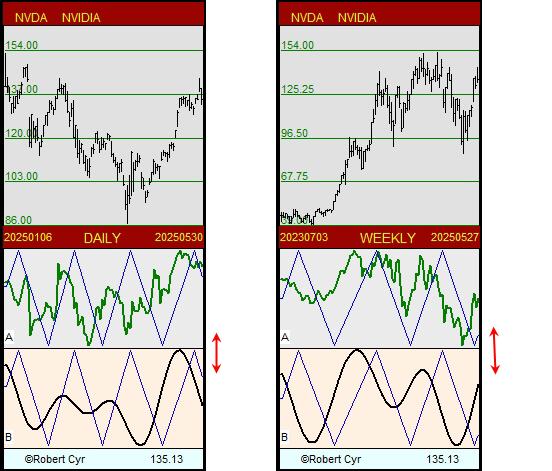 NVDA NVIDIA
154.00
137.00
120.00
103.00
86.00
20250106 DAILY 20250530
A
B
©Robert Cyr 135.13
NVDA NVIDIA
154.00
125.25
96.50
67.75
20230703 WEEKLY 20250527
A
B
©Robert Cyr 135.13